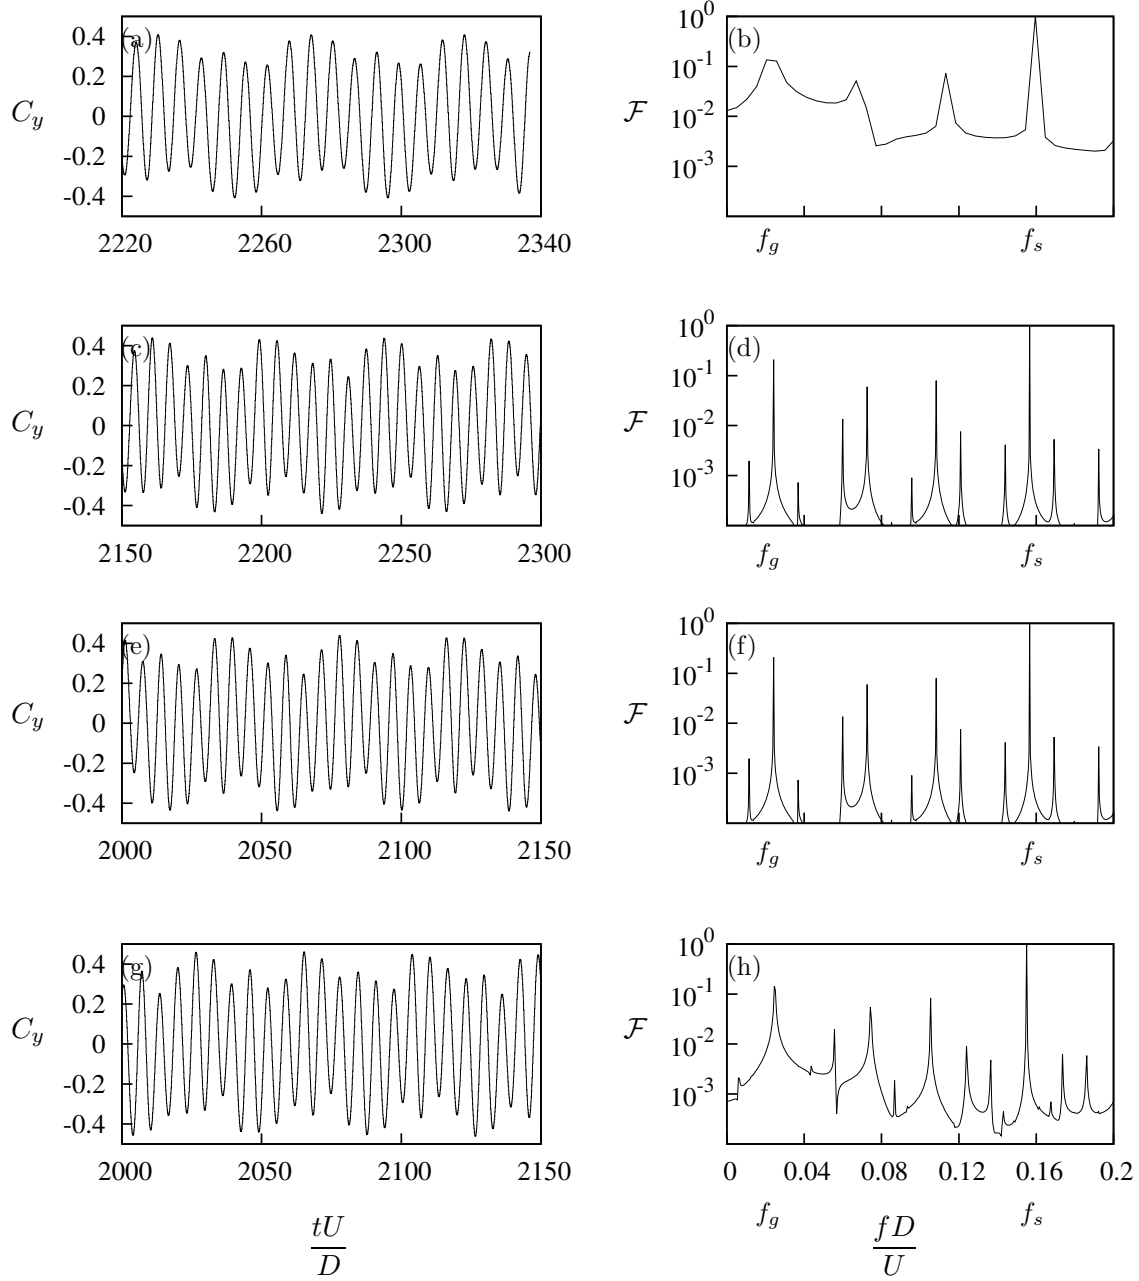 0.4
0.2
0
-0.2
-0.4
C_y
(a)
2220 2260 2300 2340
10^0
10^-1
10^-2
10^-3
F
(b)
f_g f_s
0.4
0.2
0
-0.2
-0.4
C_y
(c)
2150 2200 2250 2300
10^0
10^-1
10^-2
10^-3
F
(d)
f_g f_s
0.4
0.2
0
-0.2
-0.4
C_y
(e)
2000 2050 2100 2150
10^0
10^-1
10^-2
10^-3
F
(f)
f_g f_s
0.4
0.2
0
-0.2
-0.4
C_y
(g)
2000 2050 2100 2150
tU
D
10^0
10^-1
10^-2
10^-3
F
(h)
0 0.04 0.08 0.12 0.16 0.2
f_g f_s
fD
U